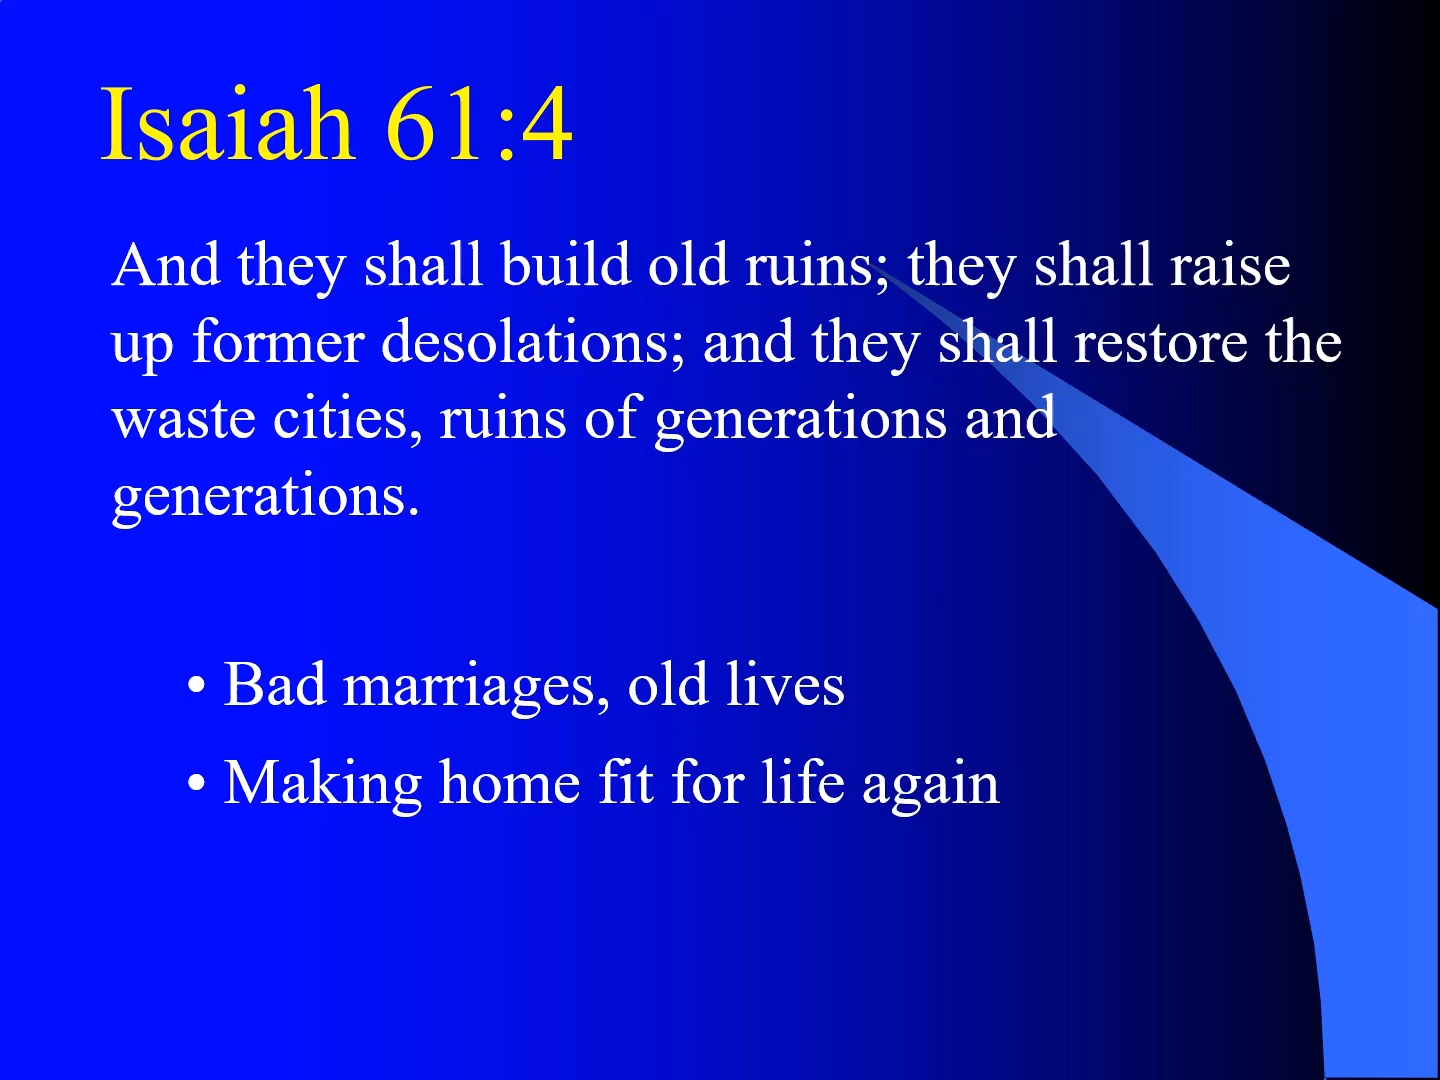 Isaiah 61:4
And they shall build old ruins; they shall raise
up former desolations; and they shall restore the
waste cities, ruins of generations and
generations.
• Bad marriages, old lives
• Making home fit for life again